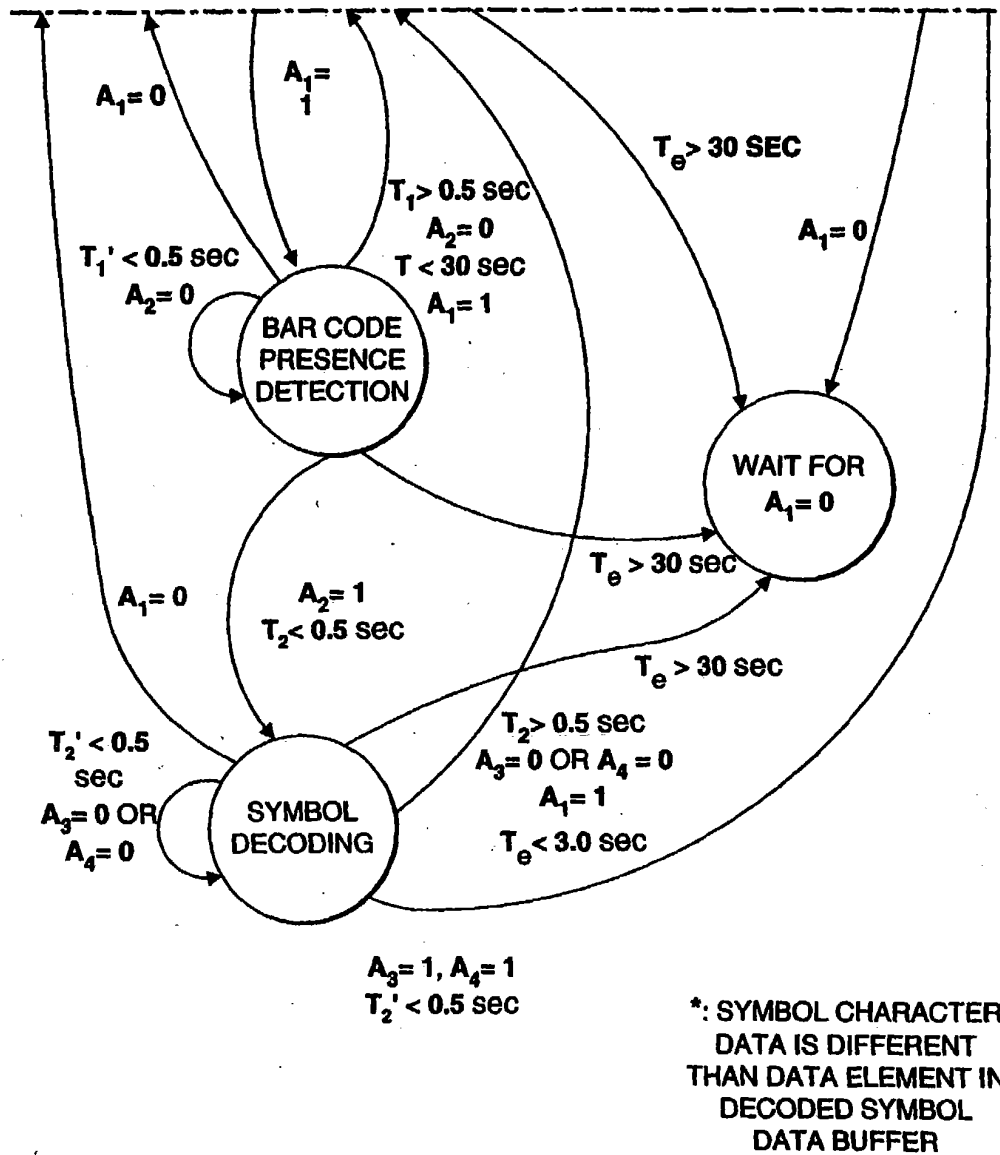 A₁= 0
A₁=
1
Tₑ> 30 SEC
A₁= 0
T₁> 0.5 sec
A₂= 0
T < 30 sec
A₁= 1
T₁' < 0.5 sec
A₂= 0
BAR CODE
PRESENCE
DETECTION
WAIT FOR
A₁= 0
Tₑ > 30 sec
A₁= 0
A₂= 1
T₂< 0.5 sec
Tₑ > 30 sec
T₂' < 0.5
sec
A₃= 0 OR
A₄= 0
SYMBOL
DECODING
T₂> 0.5 sec
A₃= 0 OR A₄ = 0
A₁= 1
Tₑ< 3.0 sec
A₃= 1, A₄= 1
T₂' < 0.5 sec
*: SYMBOL CHARACTER
DATA IS DIFFERENT
THAN DATA ELEMENT IN
DECODED SYMBOL
DATA BUFFER